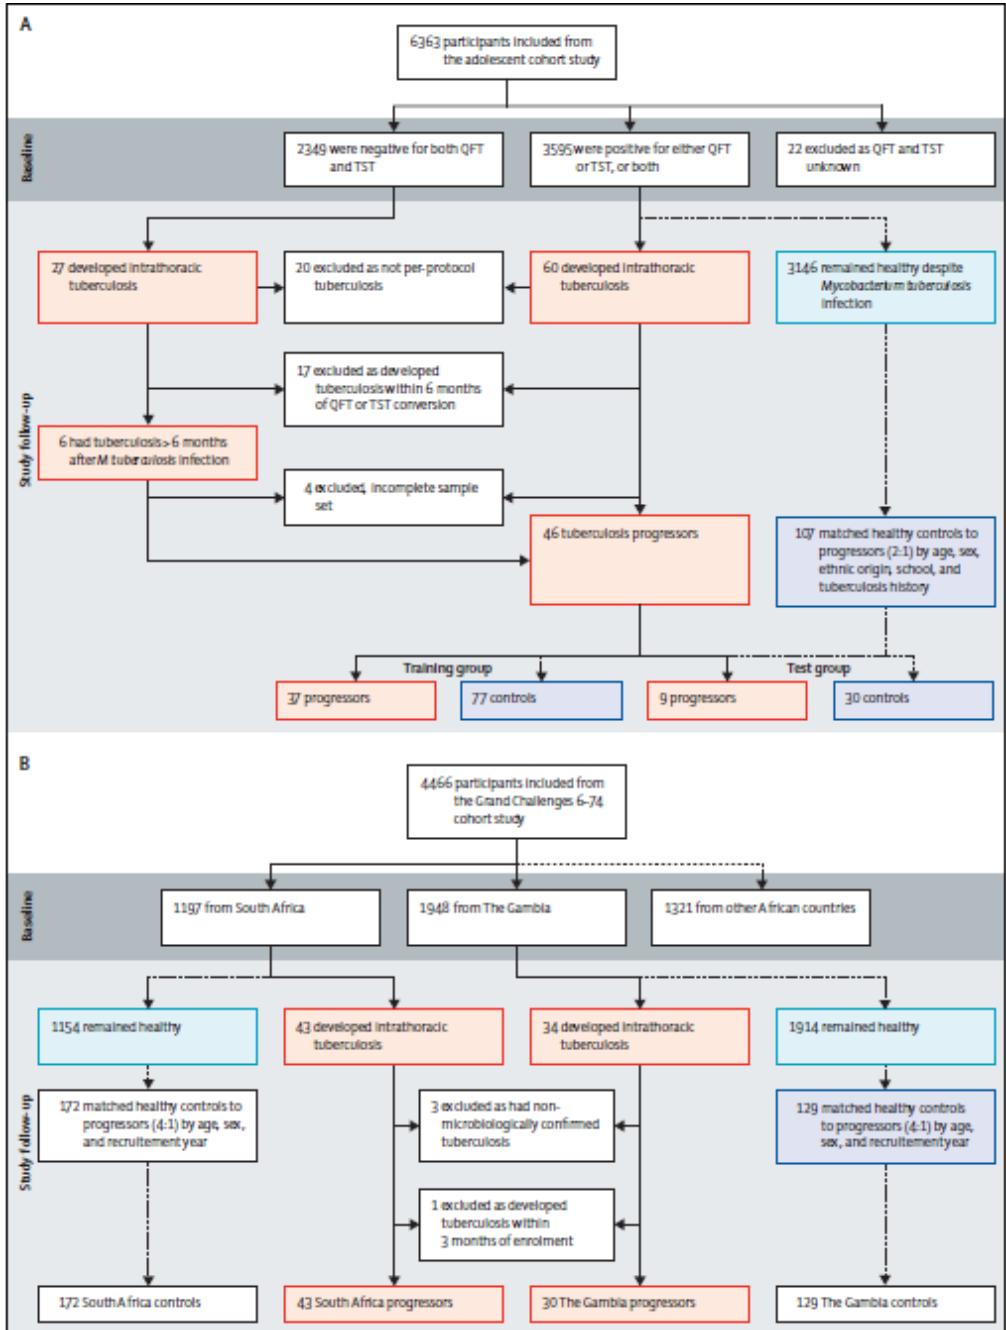 A
6363 participants included from
the adolescent cohort study
Baseline
2349 were negative for both QFT
and TST
3595 were positive for either QFT
or TST, or both
22 excluded as QFT and TST
unknown
Study follow-up
27 developed intrathoracic
tuberculosis
20 excluded as not per-protocol
tuberculosis
60 developed intrathoracic
tuberculosis
3146 remained healthy despite
Mycobacterium tuberculosis
infection
17 excluded as developed
tuberculosis within 6 months
of QFT or TST conversion
6 had tuberculosis >6 months
after M tuberculosis infection
4 excluded, incomplete sample
set
46 tuberculosis progressors
107 matched healthy controls to
progressors (2:1) by age, sex,
ethnic origin, school, and
tuberculosis history
Training group
Test group
37 progressors
77 controls
9 progressors
30 controls
B
4466 participants included from
the Grand Challenges 6-74
cohort study
Baseline
1197 from South Africa
1948 from The Gambia
1321 from other African countries
Study follow-up
1154 remained healthy
43 developed intrathoracic
tuberculosis
34 developed intrathoracic
tuberculosis
1914 remained healthy
172 matched healthy controls to
progressors (4:1) by age, sex,
and recruitement year
3 excluded as had non-
microbiologically confirmed
tuberculosis
129 matched healthy controls
to progressors (4:1) by age,
sex, and recruitement year
1 excluded as developed
tuberculosis within
3 months of enrolment
172 South Africa controls
43 South Africa progressors
30 The Gambia progressors
129 The Gambia controls